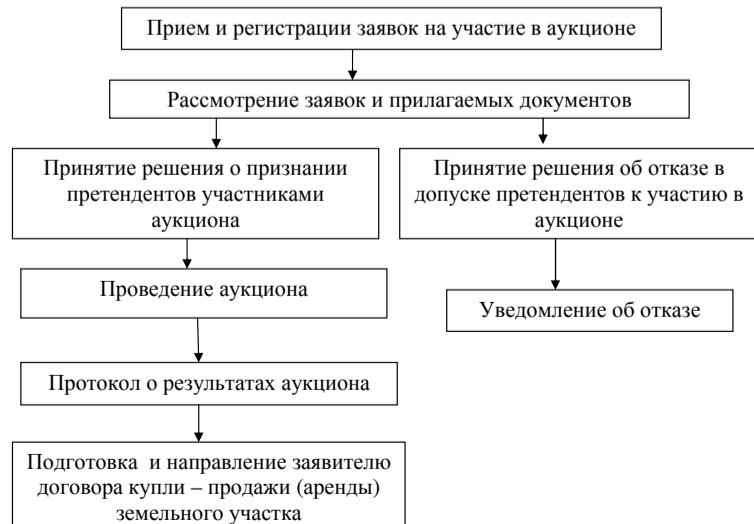 Прием и регистрации заявок на участие в аукционе
Рассмотрение заявок и прилагаемых документов
Принятие решения о признании
претендентов участниками
аукциона
Принятие решения об отказе в
допуске претендентов к участию в
аукционе
Проведение аукциона
Уведомление об отказе
Протокол о результатах аукциона
Подготовка и направление заявителю
договора купли – продажи (аренды)
земельного участка